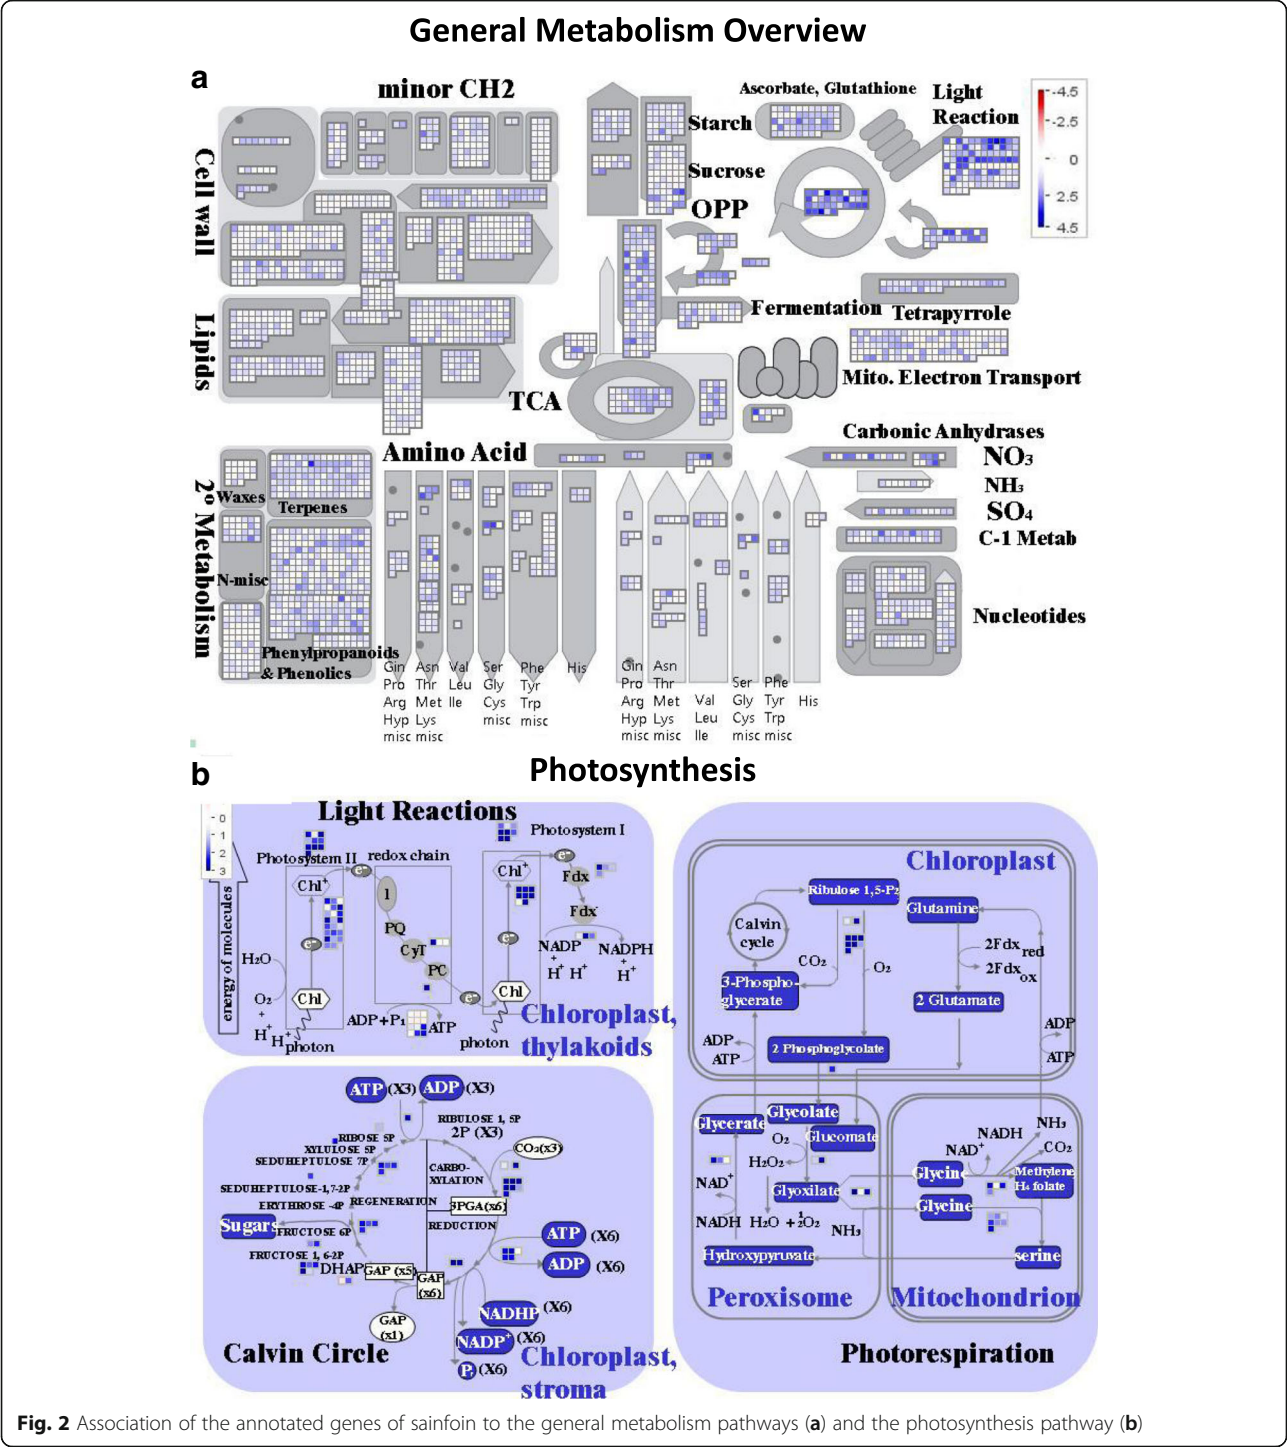 General Metabolism Overview
a
minor CH2
Ascorbate, Glutathione
Light
Reaction
-4.5
-2.5
0
2.5
4.5
Starch
Sucrose
OPP
Cell wall
Lipids
Fermentation
Tetrapyrrole
Mito. Electron Transport
TCA
Carbonic Anhydrases
Amino Acid
NO3
NH3
SO4
C-1 Metab
Nucleotides
2º Metabolism
Waxes
Terpenes
N-misc
Phenylpropanoids
& Phenolics
Gin
Pro
Arg
Hyp
misc
Asn
Thr
Met
Lys
misc
Val
Leu
Ile
Ser
Gly
Cys
misc
Phe
Tyr
Trp
misc
His
Gin
Pro
Arg
Hyp
misc
Asn
Thr
Met
Lys
misc
Val
Leu
Ile
Ser
Gly
Cys
misc
Phe
Tyr
Trp
misc
His
b
Photosynthesis
Light Reactions
0
1
2
3
energy of molecules
Photosystem II
redox chain
Photosystem I
Chl+
e-
1
PQ
CyT
PC
e-
e-
Chl
H2O
O2
+
H+
H+
photon
ADP+P1
ATP
Chl+
e-
e-
Chl
photon
Fdx
Fdx-
NADP
+
H+ H+
NADPH
+
H+
Chloroplast,
thylakoids
ATP (X3) ADP (X3)
RIBULOSE 1, 5P
2P (X3)
CO2(x3)
RIBOSE 5P
XYLULOSE 5P
SEDUHEPTULOSE 7P
SEDUHEPTULOSE-1,7-2P
ERYTHROSE -4P
FRUCTOSE 6P
FRUCTOSE 1, 6-2P
Sugars
CARBO-
XYLATION
REGENERATION
3PGA(x6)
REDUCTION
DHAP
GAP (x5)
GAP
(x6)
GAP
(x1)
ATP (X6)
ADP (X6)
NADHP (X6)
NADP+ (X6)
Pi (X6)
Calvin Circle
Chloroplast,
stroma
Chloroplast
Ribulose 1,5-P2
Glutamine
Calvin
cycle
CO2
O2
2Fdx red
2Fdx ox
3-Phospho-
glycerate
2 Glutamate
2 Phosphoglycolate
ADP
ATP
ADP
ATP
Glycerate
Glycolate
Glucomate
O2
H2O2
NAD+
NADH
Glyoxilate
H2O + ½O2
NH3
Hydroxypyruvate
Peroxisome
NAD+
NADH
NH3
CO2
Glycine
Methylene
H4 folate
Glycine
serine
Mitochondrion
Photorespiration
Fig. 2 Association of the annotated genes of sainfoin to the general metabolism pathways (a) and the photosynthesis pathway (b)